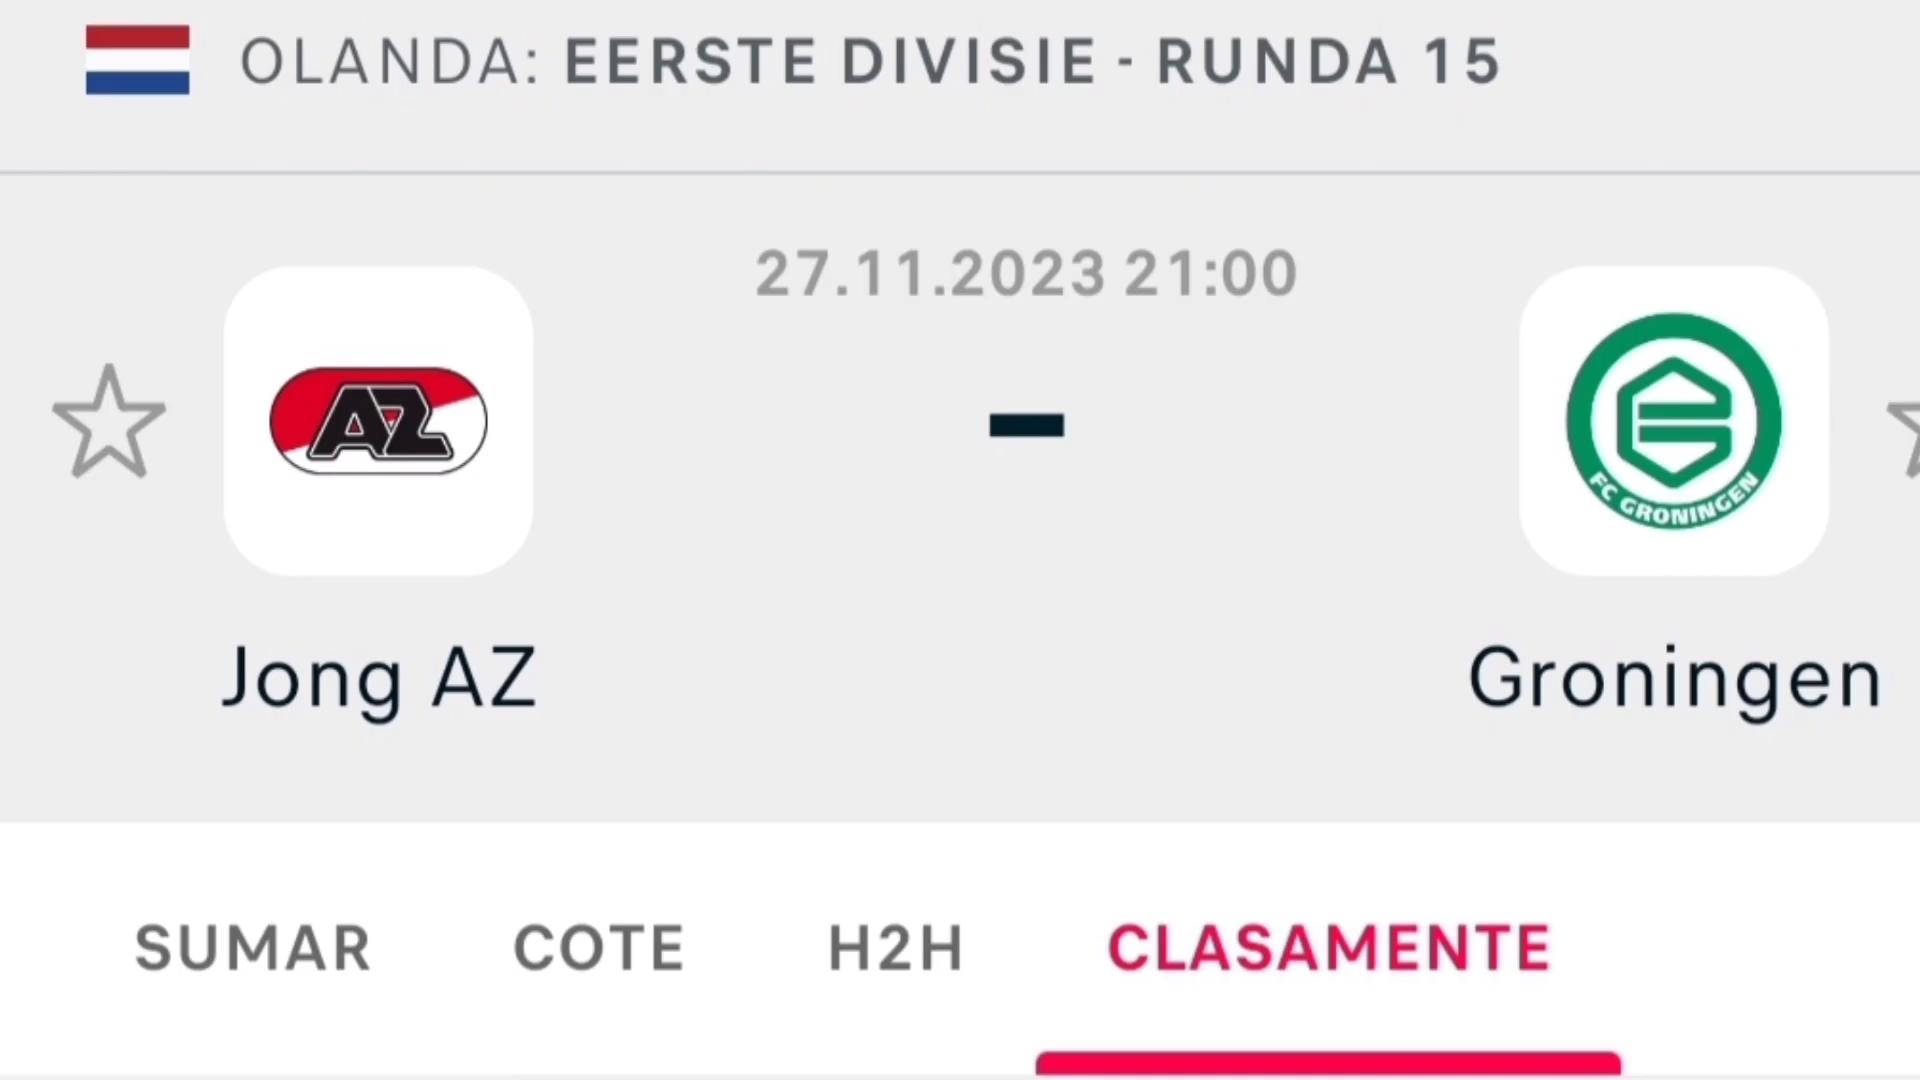 OLANDA: EERSTE DIVISIE - RUNDA 15
27.11.2023 21:00
AZ
FC GRONINGEN
Jong AZ
Groningen
SUMAR COTE H2H CLASAMENTE